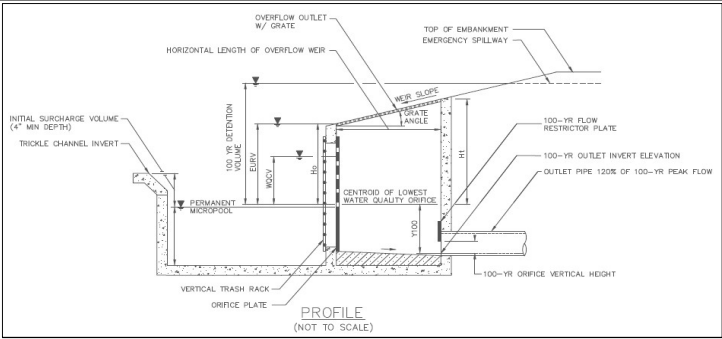 OVERFLOW OUTLET
W/ GRATE
HORIZONTAL LENGTH OF OVERFLOW WEIR
TOP OF EMBANKMENT
EMERGENCY SPILLWAY
WEIR SLOPE
GRATE
ANGLE
INITIAL SURCHARGE VOLUME
(4" MIN DEPTH)
TRICKLE CHANNEL INVERT
100 YR DETENTION
VOLUME
EURV
WQCV
Ho
Ht
100-YR FLOW
RESTRICTOR PLATE
100-YR OUTLET INVERT ELEVATION
OUTLET PIPE 120% OF 100-YR PEAK FLOW
PERMANENT
MICROPOOL
CENTROID OF LOWEST
WATER QUALITY ORIFICE
Y100
100-YR ORIFICE VERTICAL HEIGHT
VERTICAL TRASH RACK
ORIFICE PLATE
PROFILE
(NOT TO SCALE)